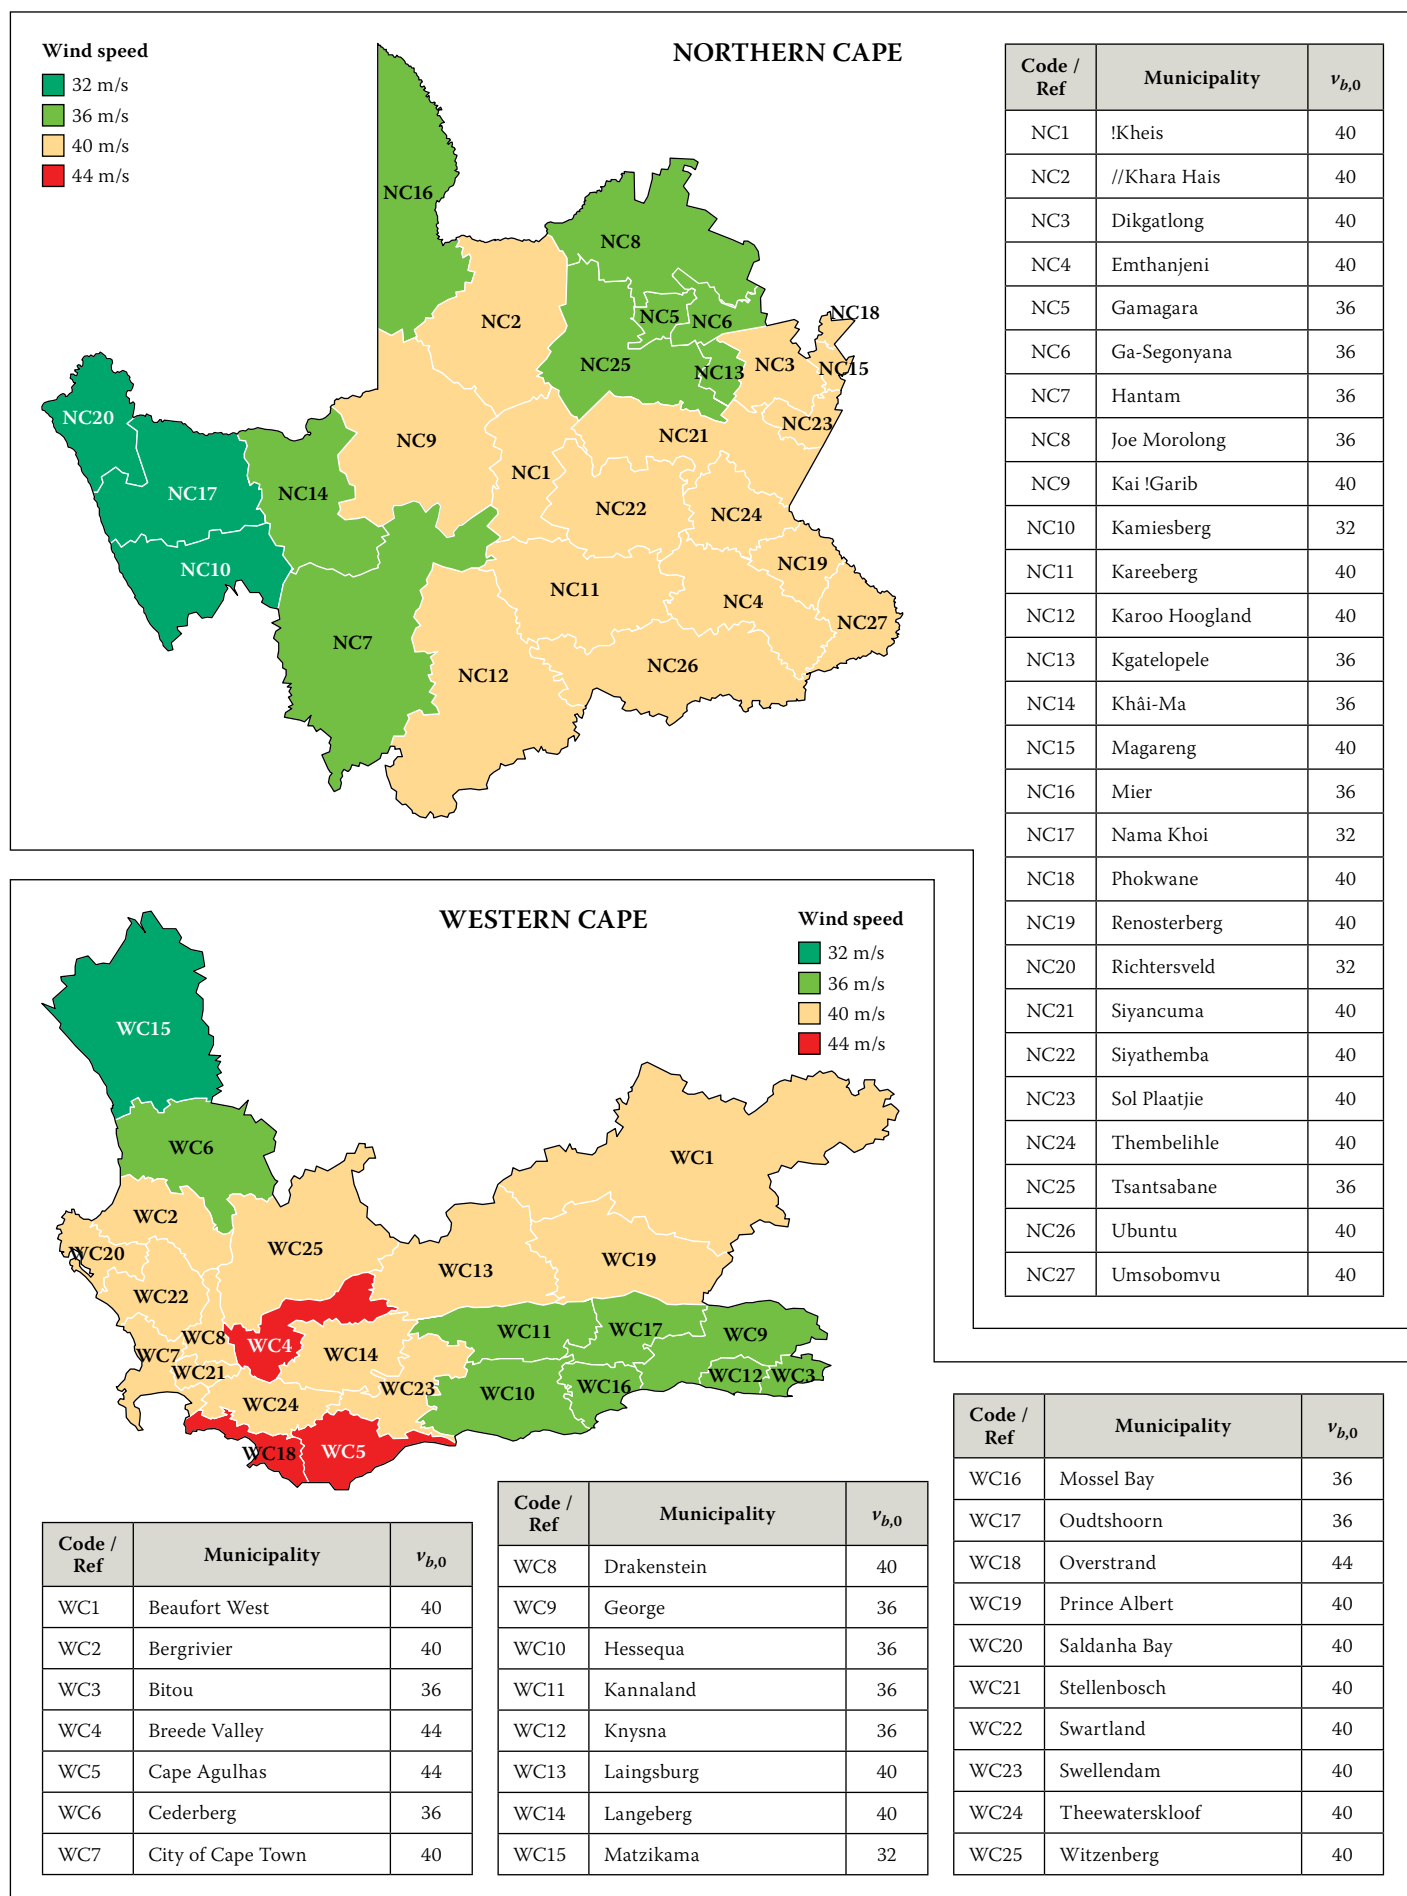 Wind speed
32 m/s
36 m/s
40 m/s
44 m/s
NORTHERN CAPE
NC16
NC8
NC18
NC2
NC5
NC6
NC25
NC13
NC3
NC15
NC20
NC9
NC21
NC23
NC1
NC17
NC14
NC22
NC24
NC10
NC19
NC11
NC4
NC27
NC7
NC26
NC12
Code / Ref Municipality vb,0
NC1 !Kheis 40
NC2 //Khara Hais 40
NC3 Dikgatlong 40
NC4 Emthanjeni 40
NC5 Gamagara 36
NC6 Ga-Segonyana 36
NC7 Hantam 36
NC8 Joe Morolong 36
NC9 Kai !Garib 40
NC10 Kamiesberg 32
NC11 Kareeberg 40
NC12 Karoo Hoogland 40
NC13 Kgatelopele 36
NC14 Khâi-Ma 36
NC15 Magareng 40
NC16 Mier 36
NC17 Nama Khoi 32
NC18 Phokwane 40
NC19 Renosterberg 40
NC20 Richtersveld 32
NC21 Siyancuma 40
NC22 Siyathemba 40
NC23 Sol Plaatjie 40
NC24 Thembelihle 40
NC25 Tsantsabane 36
NC26 Ubuntu 40
NC27 Umsobomvu 40
WESTERN CAPE
Wind speed
32 m/s
36 m/s
40 m/s
44 m/s
WC15
WC6
WC1
WC2
WC20
WC25
WC13
WC19
WC22
WC8
WC4
WC11
WC17
WC9
WC7
WC14
WC21
WC12
WC3
WC23
WC10
WC16
WC24
WC18
WC5
Code / Ref Municipality vb,0
WC1 Beaufort West 40
WC2 Bergrivier 40
WC3 Bitou 36
WC4 Breede Valley 44
WC5 Cape Agulhas 44
WC6 Cederberg 36
WC7 City of Cape Town 40
Code / Ref Municipality vb,0
WC8 Drakenstein 40
WC9 George 36
WC10 Hessequa 36
WC11 Kannaland 36
WC12 Knysna 36
WC13 Laingsburg 40
WC14 Langeberg 40
WC15 Matzikama 32
Code / Ref Municipality vb,0
WC16 Mossel Bay 36
WC17 Oudtshoorn 36
WC18 Overstrand 44
WC19 Prince Albert 40
WC20 Saldanha Bay 40
WC21 Stellenbosch 40
WC22 Swartland 40
WC23 Swellendam 40
WC24 Theewaterskloof 40
WC25 Witzenberg 40